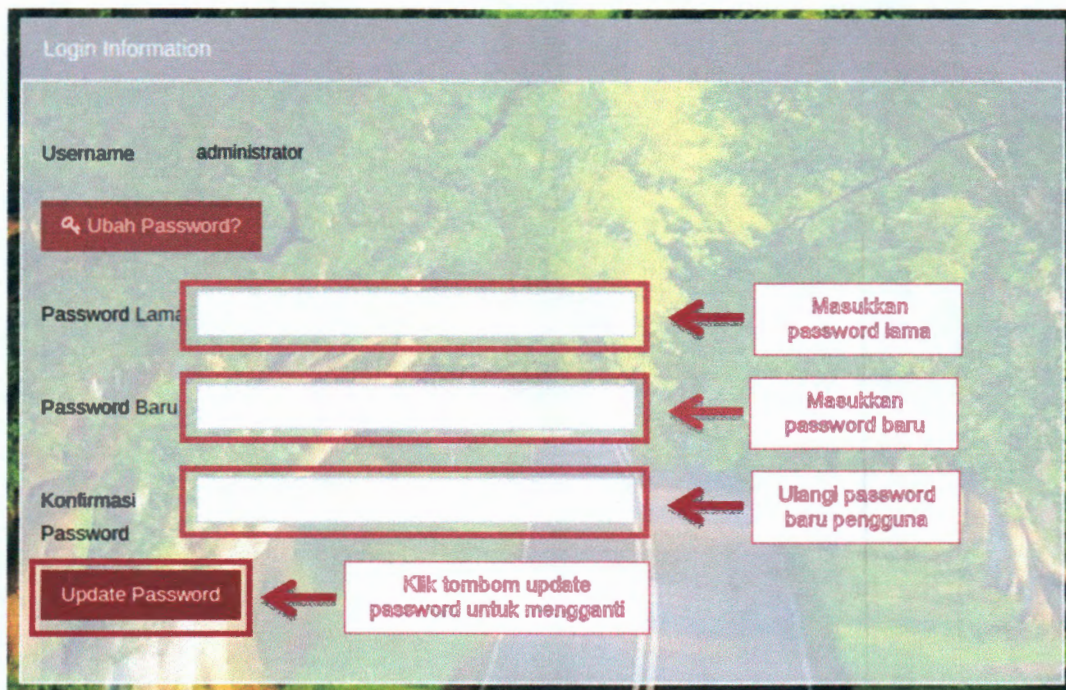 Login Information
Username administrator
Ubah Password?
Password Lama
Masukkan
password lama
Password Baru
Masukkan
password baru
Konfirmasi
Password
Ulangi password
baru pengguna
Update Password
Klik tombom update
password untuk mengganti